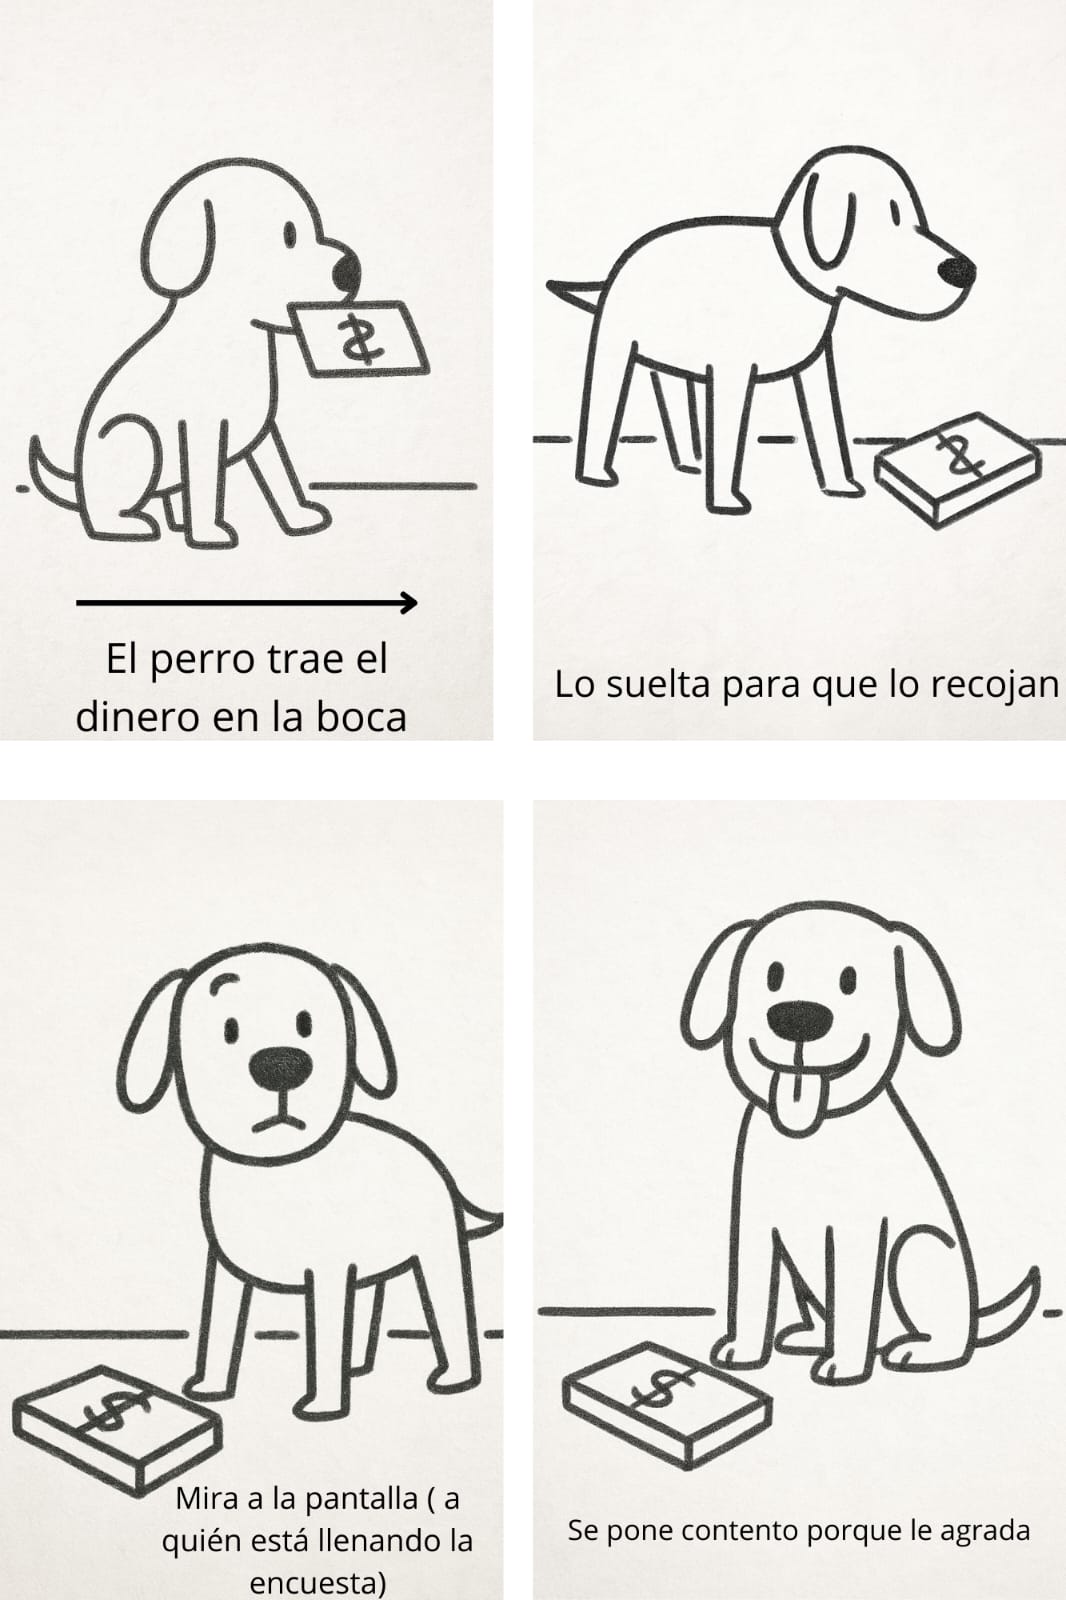 $
El perro trae el
dinero en la boca
$
Lo suelta para que lo recojan
$
Mira a la pantalla ( a
quién está llenando la
encuesta)
$
Se pone contento porque le agrada